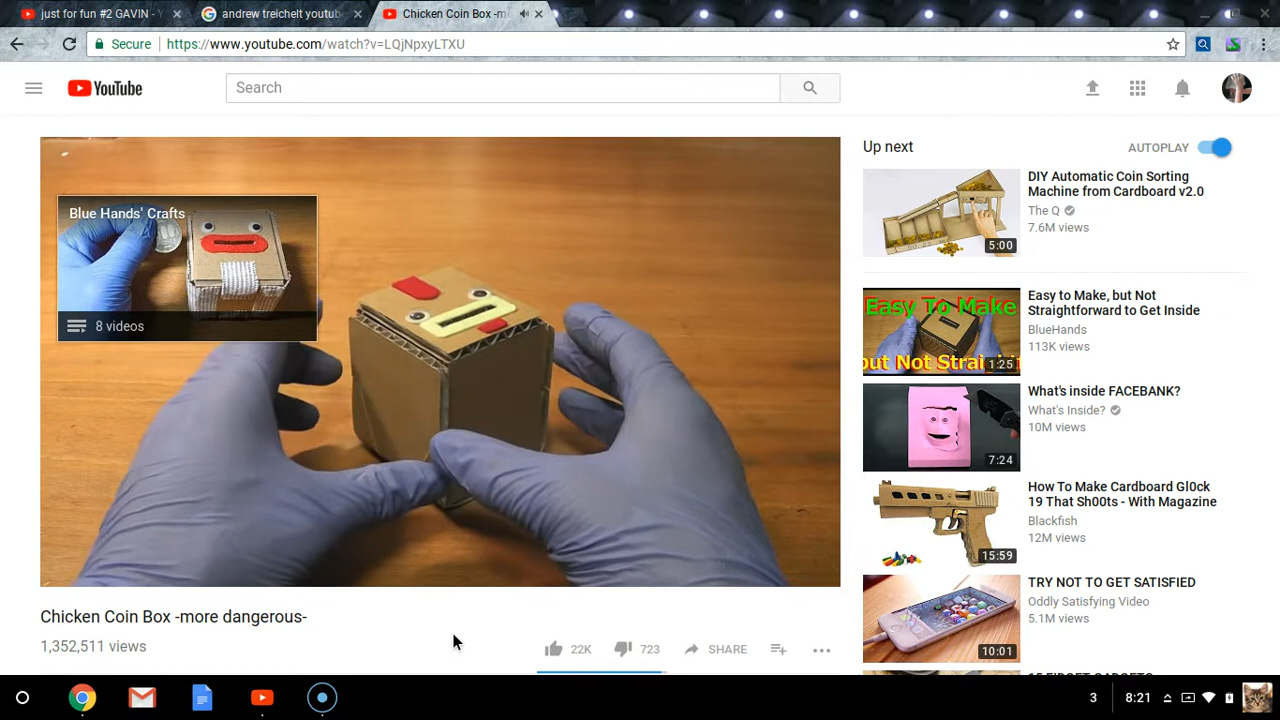 just for fun #2 GAVIN - Y
andrew treichelt youtub
Chicken Coin Box -m
Secure
https://www.youtube.com/watch?v=LQjNpxyLTXU
YouTube
Search
Blue Hands' Crafts
8 videos
Chicken Coin Box -more dangerous-
1,352,511 views
22K
723
SHARE
Up next
AUTOPLAY
5:00
DIY Automatic Coin Sorting
Machine from Cardboard v2.0
The Q
7.6M views
Easy To Make
but Not
1:25
Easy to Make, but Not
Straightforward to Get Inside
BlueHands
113K views
7:24
What's inside FACEBANK?
What's Inside?
10M views
15:59
How To Make Cardboard Gl0ck
19 That Sh00ts - With Magazine
Blackfish
12M views
10:01
TRY NOT TO GET SATISFIED
Oddly Satisfying Video
5.1M views
15 FIDGET GADGETS
3
8:21